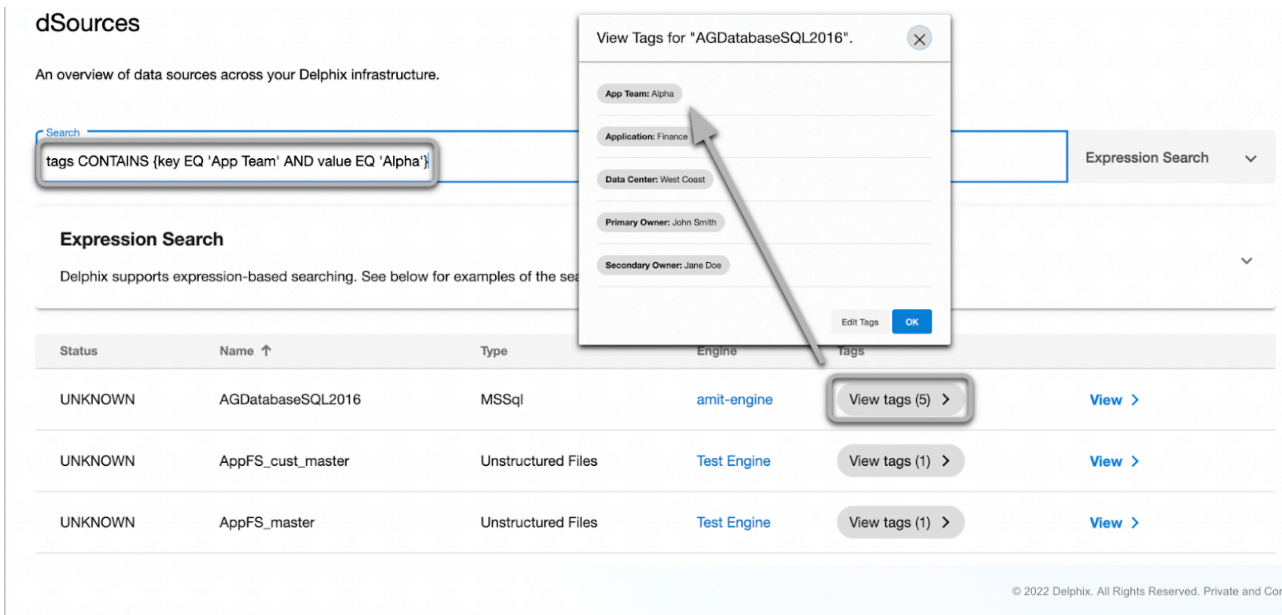 dSources
An overview of data sources across your Delphix infrastructure.
View Tags for "AGDatabaseSQL2016".
App Team: Alpha
Application: Finance
Data Center: West Coast
Primary Owner: John Smith
Secondary Owner: Jane Doe
Edit Tags OK
Search
tags CONTAINS {key EQ 'App Team' AND value EQ 'Alpha'}
Expression Search
Expression Search
Delphix supports expression-based searching. See below for examples of the
Status Name Type Engine Tags
UNKNOWN AGDatabaseSQL2016 MSSql amit-engine View tags (5) View
UNKNOWN AppFS_cust_master Unstructured Files Test Engine View tags (1) View
UNKNOWN AppFS_master Unstructured Files Test Engine View tags (1) View
© 2022 Delphix. All Rights Reserved. Private and